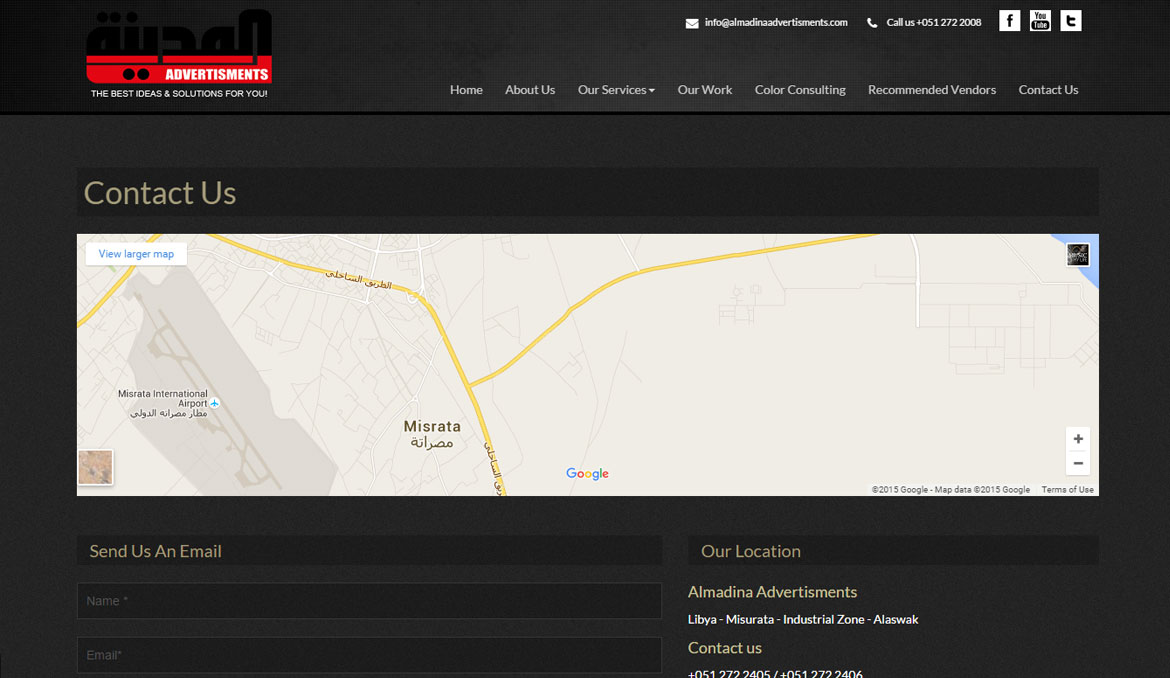 المدينة
ADVERTISMENTS
THE BEST IDEAS & SOLUTIONS FOR YOU!
info@almadinaadvertisments.com
Call us +051 272 2008
f
You
Tube
t
Home
About Us
Our Services
Our Work
Color Consulting
Recommended Vendors
Contact Us
Contact Us
View larger map
الطريق الساحلي
Misrata International
Airport
مطار مصراته الدولي
Misrata
مصراتة
الطريق الساحلي
Google
+
−
©2015 Google - Map data ©2015 Google
Terms of Use
Send Us An Email
Our Location
Name *
Email*
Almadina Advertisments
Libya - Misurata - Industrial Zone - Alaswak
Contact us
+051 272 2405 / +051 272 2406